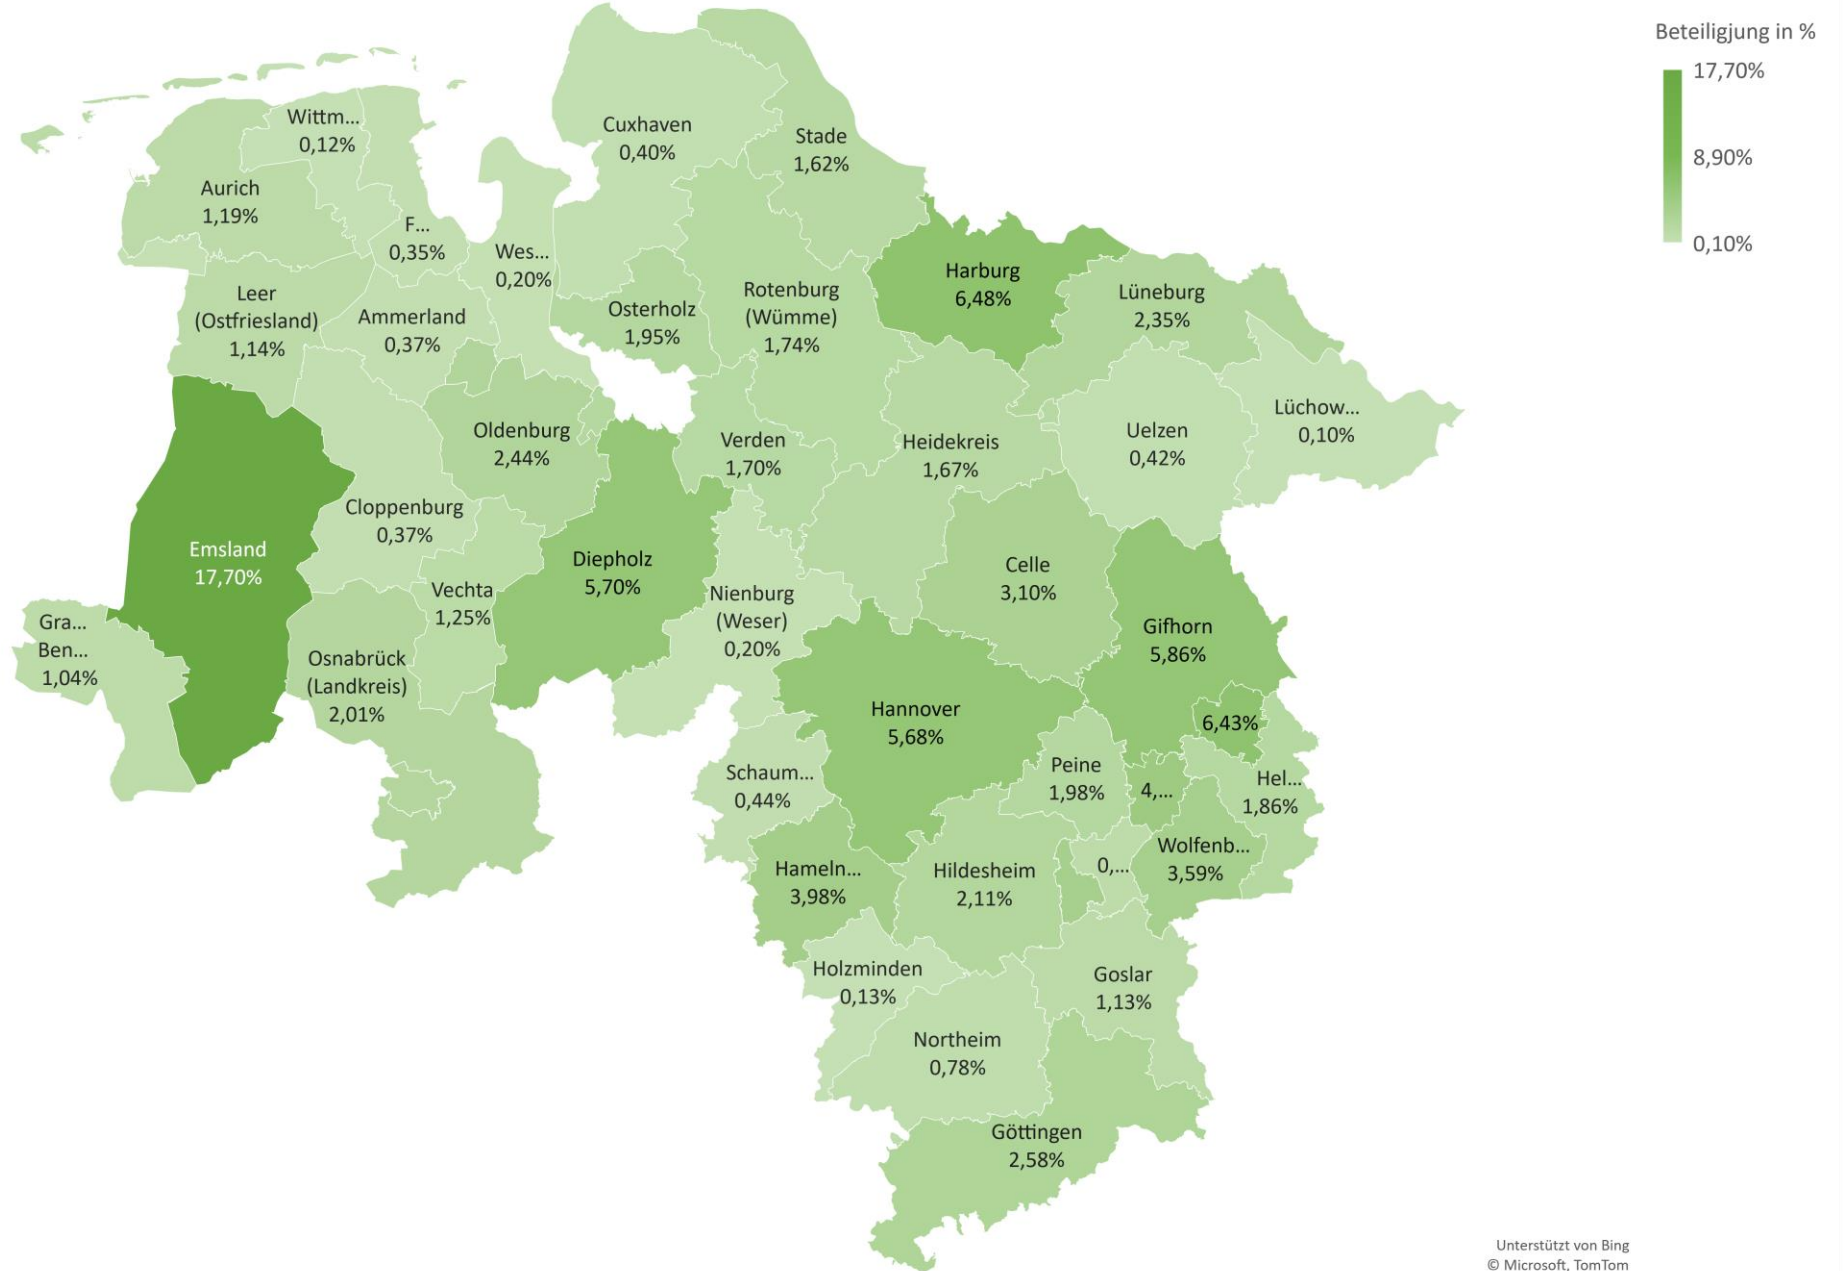 Beteiligjung in %
17,70%
8,90%
0,10%
Wittm...
0,12%
Cuxhaven
0,40%
Stade
1,62%
Aurich
1,19%
F...
0,35%
Wes...
0,20%
Harburg
6,48%
Leer
(Ostfriesland)
1,14%
Ammerland
0,37%
Osterholz
1,95%
Rotenburg
(Wümme)
1,74%
Lüneburg
2,35%
Lüchow...
0,10%
Oldenburg
2,44%
Verden
1,70%
Heidekreis
1,67%
Uelzen
0,42%
Cloppenburg
0,37%
Emsland
17,70%
Diepholz
5,70%
Celle
3,10%
Vechta
1,25%
Nienburg
(Weser)
0,20%
Gifhorn
5,86%
Gra...
Ben...
1,04%
Osnabrück
(Landkreis)
2,01%
Hannover
5,68%
6,43%
Schaum...
0,44%
Peine
1,98%
4,...
Hel...
1,86%
Hameln...
3,98%
Hildesheim
2,11%
0,...
Wolfenb...
3,59%
Holzminden
0,13%
Goslar
1,13%
Northeim
0,78%
Göttingen
2,58%
Unterstützt von Bing
© Microsoft, TomTom